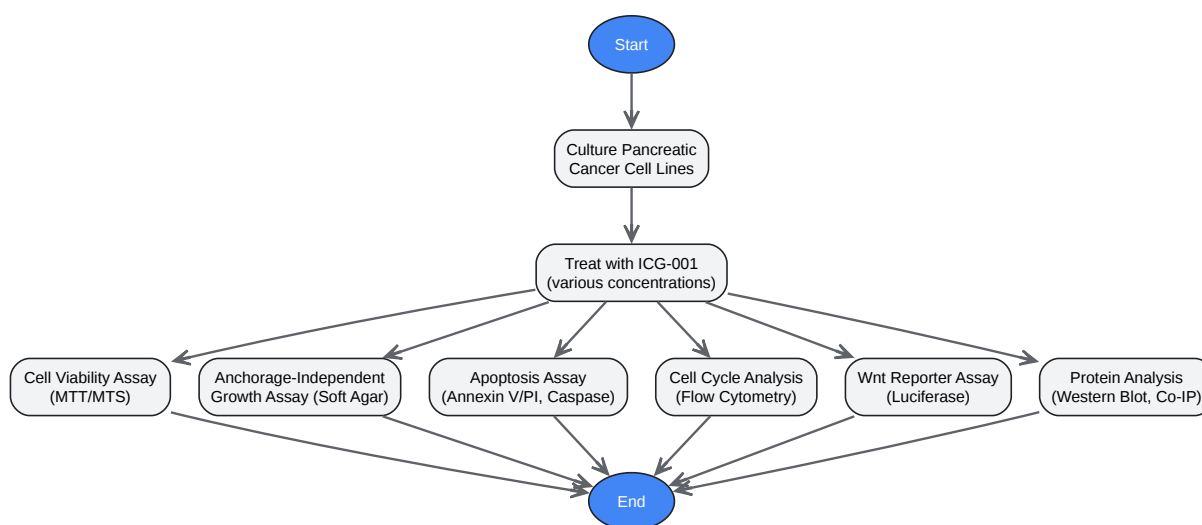 Start
Culture Pancreatic
Cancer Cell Lines
Treat with ICG-001
(various concentrations)
Cell Viability Assay
(MTT/MTS)
Anchorage-Independent
Growth Assay (Soft Agar)
Apoptosis Assay
(Annexin V/PI, Caspase)
Cell Cycle Analysis
(Flow Cytometry)
Wnt Reporter Assay
(Luciferase)
Protein Analysis
(Western Blot, Co-IP)
End